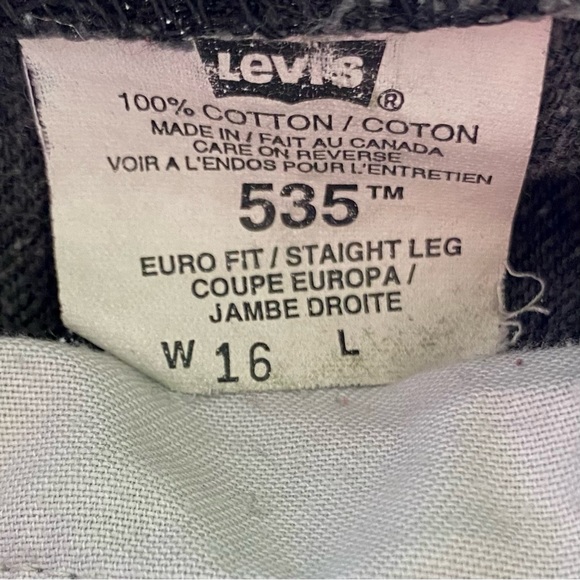 Levi's
®
100% COTTON / COTON
MADE IN / FAIT AU CANADA
CARE ON REVERSE
VOIR A L'ENDOS POUR L'ENTRETIEN
535™
EURO FIT / STAIGHT LEG
COUPE EUROPA /
JAMBE DROITE
W 16 L